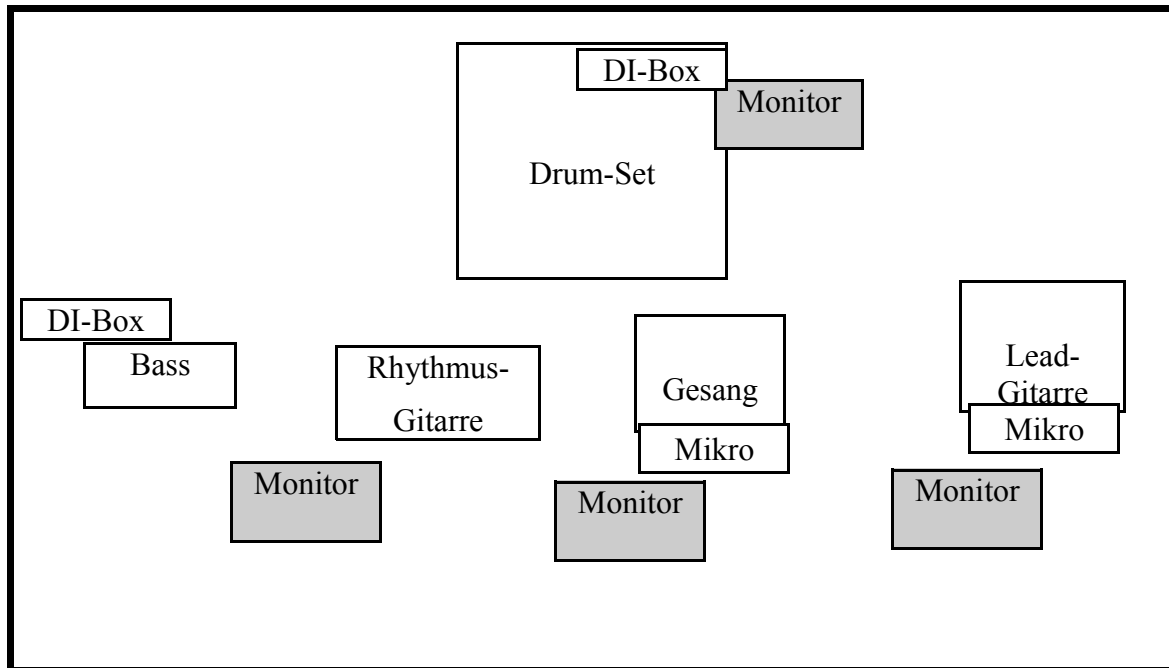 DI-Box
Monitor
Drum-Set
DI-Box
Bass
Rhythmus-
Gitarre
Gesang
Mikro
Lead-
Gitarre
Mikro
Monitor
Monitor
Monitor